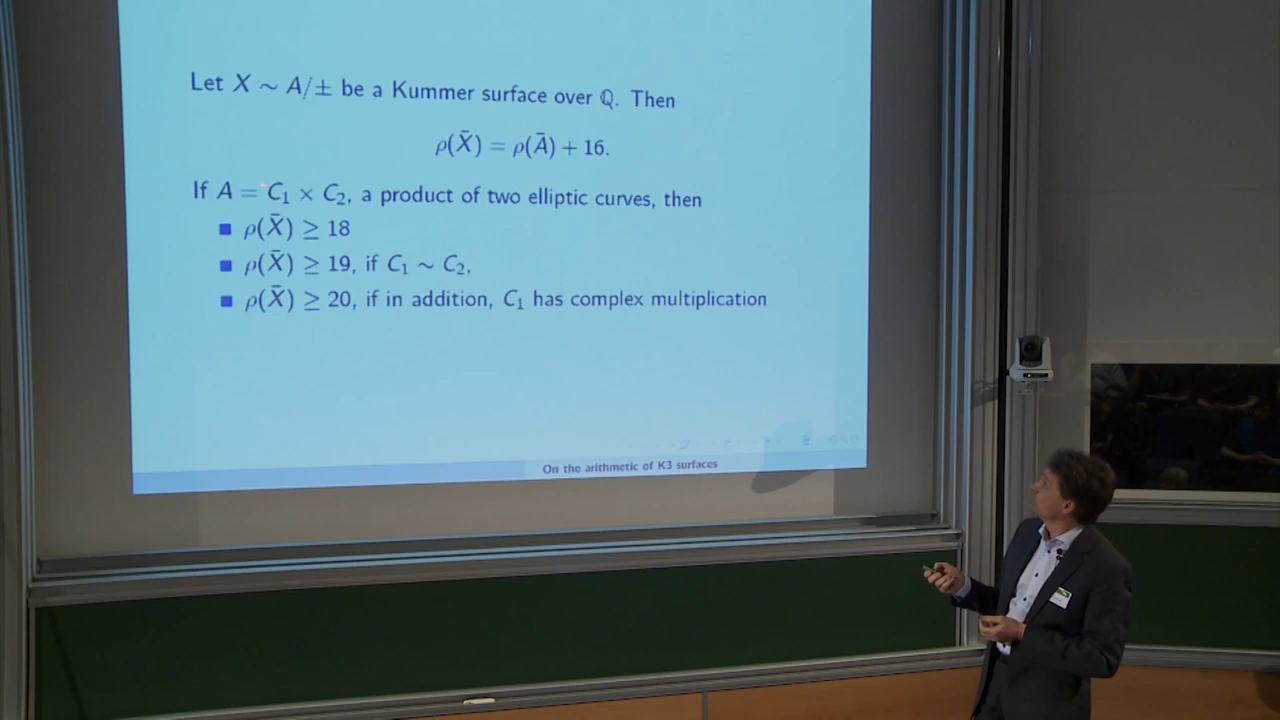 Let X ∼ A/± be a Kummer surface over ℚ. Then
ρ(X̄) = ρ(Ā) + 16.
If A = C₁ × C₂, a product of two elliptic curves, then
■ ρ(X̄) ≥ 18
■ ρ(X̄) ≥ 19, if C₁ ∼ C₂,
■ ρ(X̄) ≥ 20, if in addition, C₁ has complex multiplication
On the arithmetic of K3 surfaces